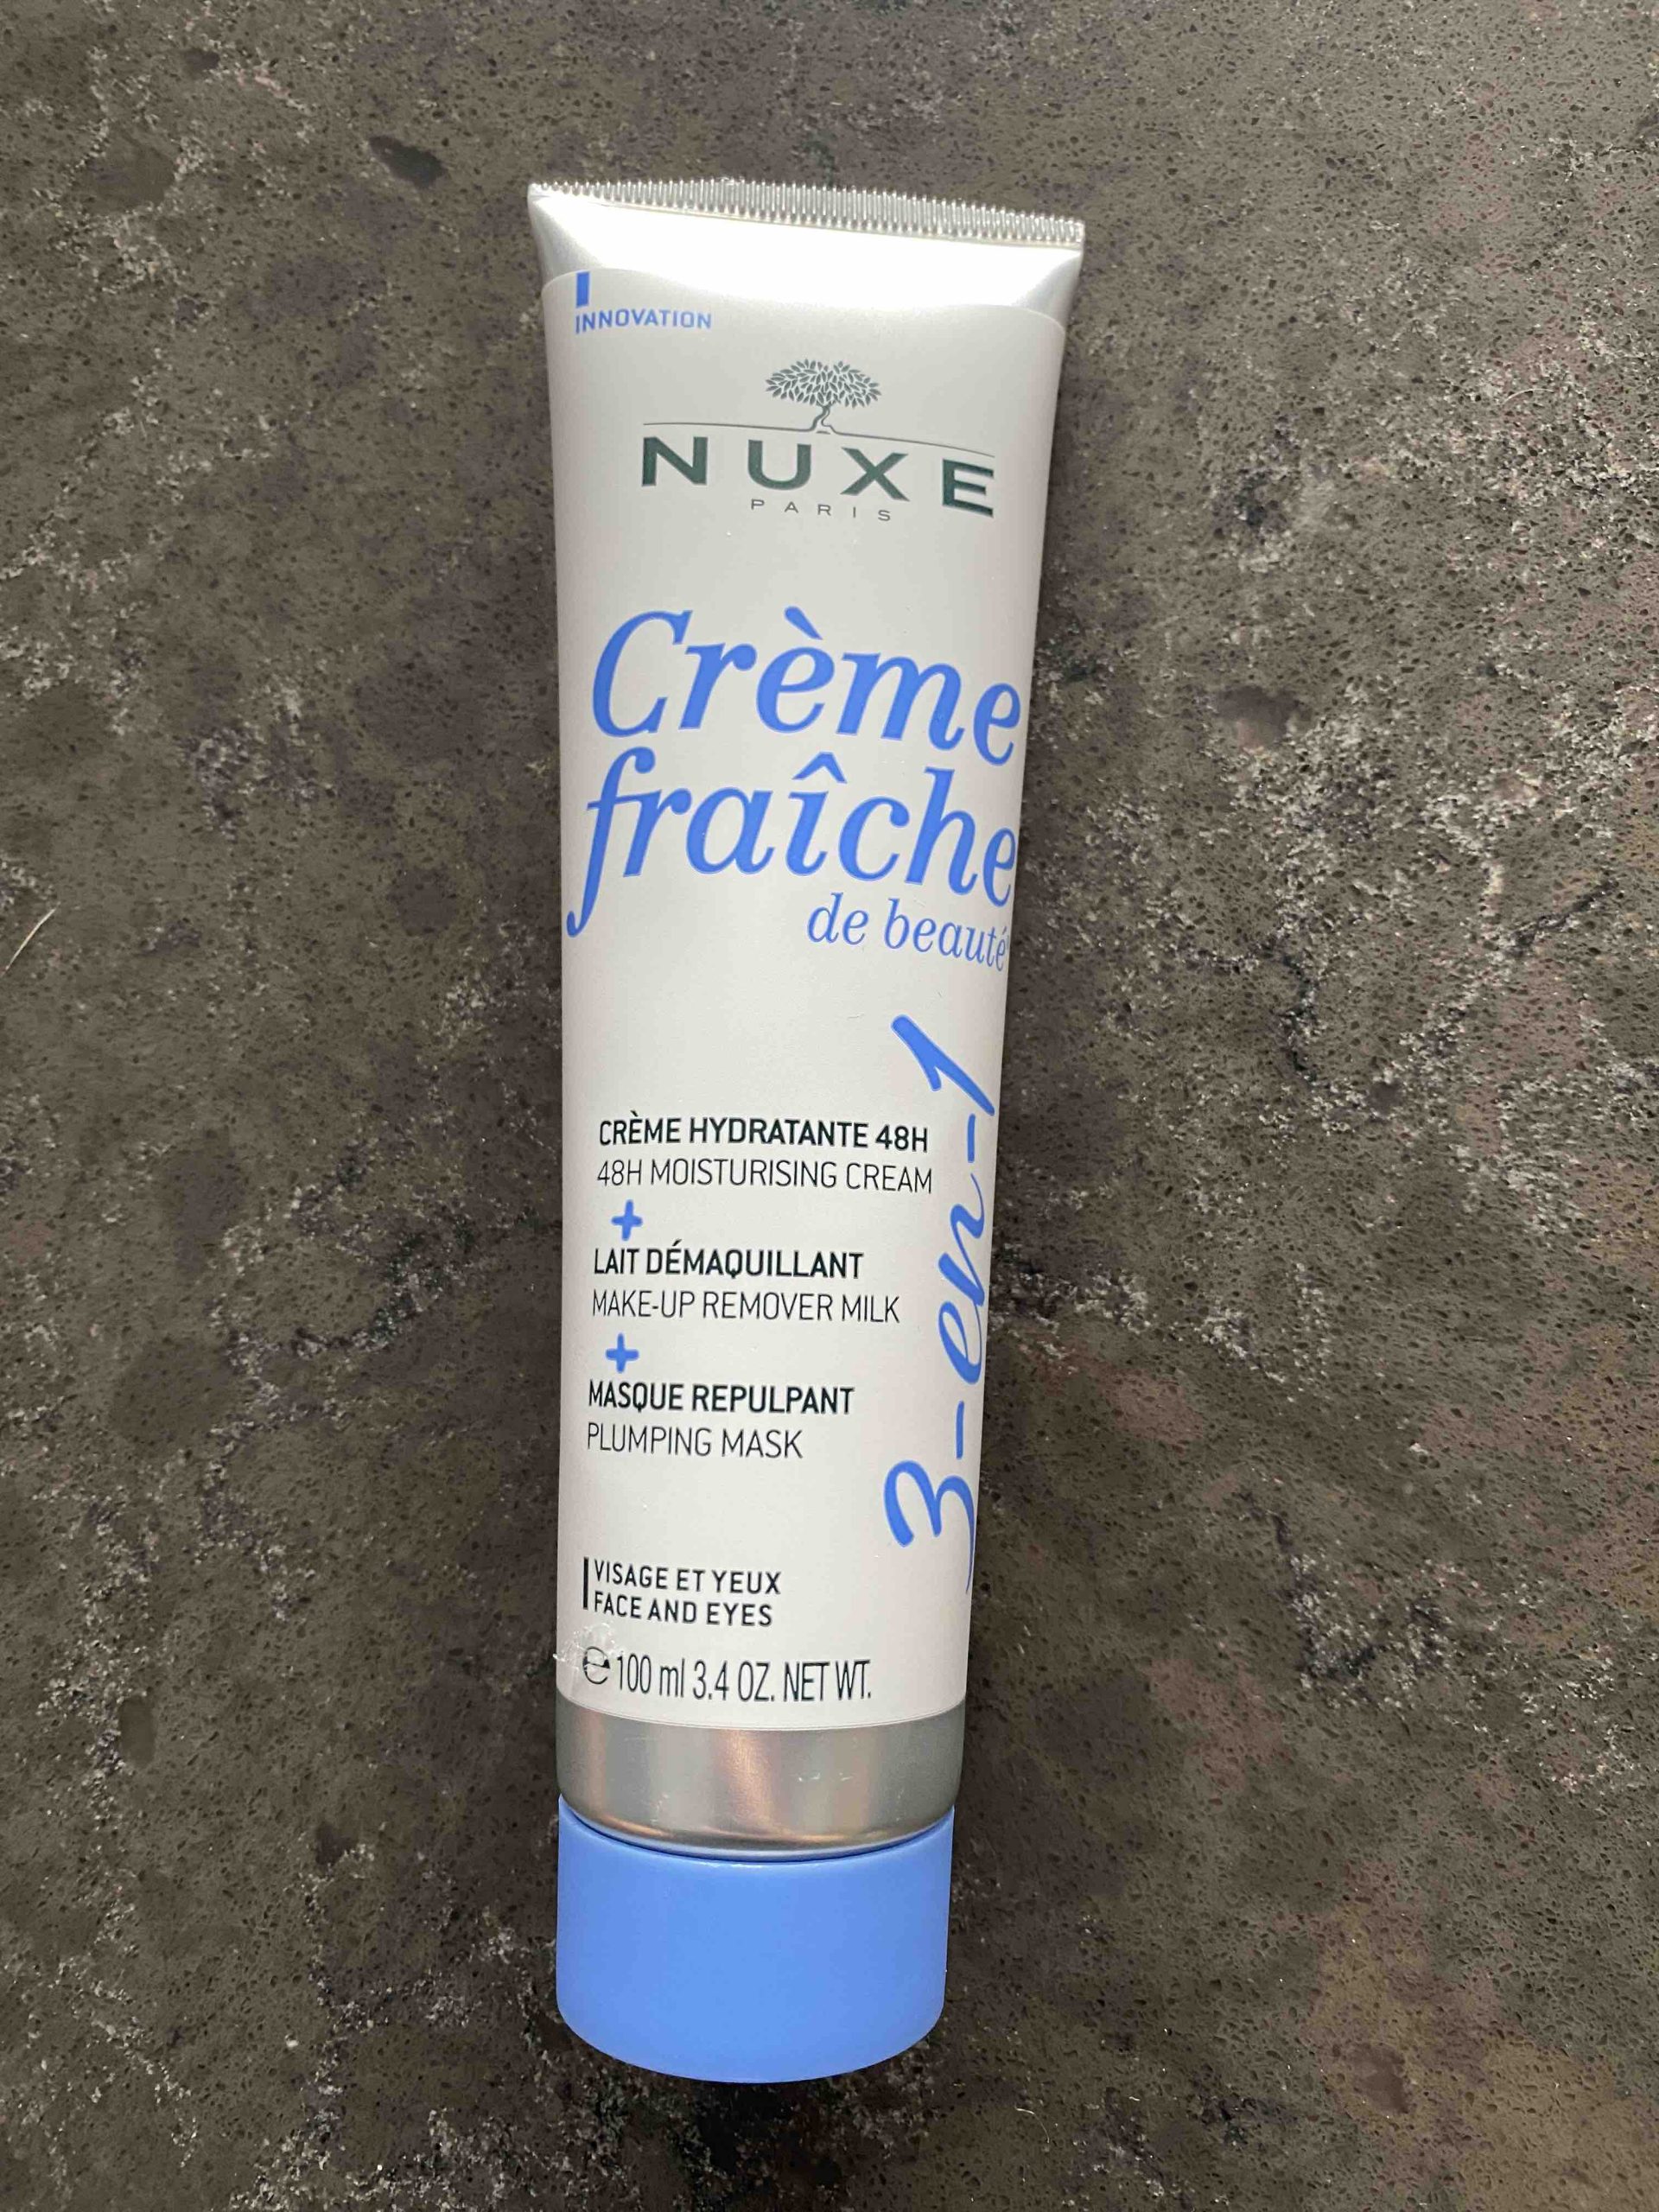 INNOVATION
NUXE
PARIS
Crème
fraîche
de beauté
3-en-1
CRÈME HYDRATANTE 48H
48H MOISTURISING CREAM
+
LAIT DÉMAQUILLANT
MAKE-UP REMOVER MILK
+
MASQUE REPULPANT
PLUMPING MASK
VISAGE ET YEUX
FACE AND EYES
℮ 100 ml 3.4 OZ. NET WT.